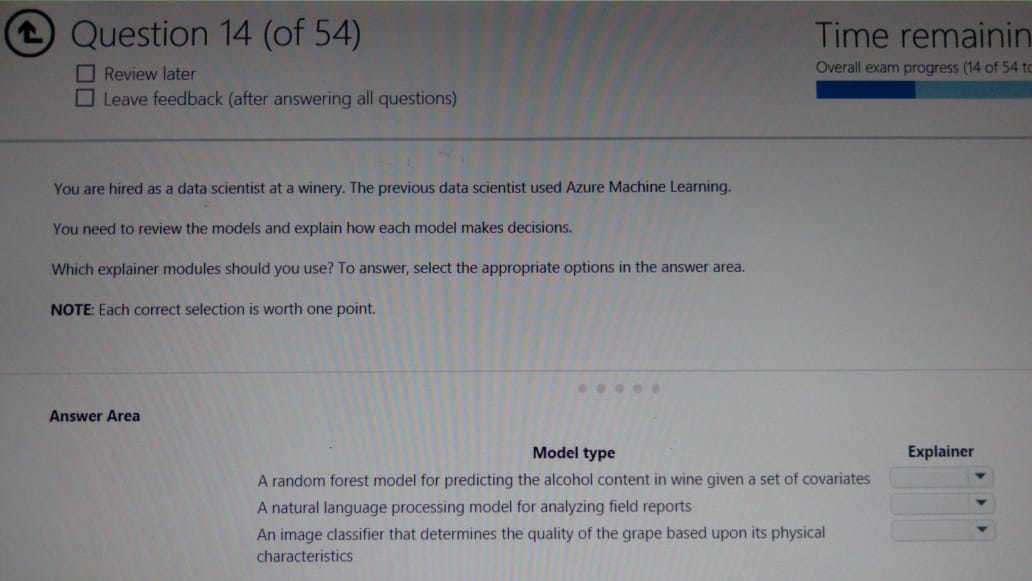 Question 14 (of 54)
Time remainin
Review later
Overall exam progress (14 of 54 to
Leave feedback (after answering all questions)
You are hired as a data scientist at a winery. The previous data scientist used Azure Machine Learning.
You need to review the models and explain how each model makes decisions.
Which explainer modules should you use? To answer, select the appropriate options in the answer area.
NOTE: Each correct selection is worth one point.
Answer Area
Model type
Explainer
A random forest model for predicting the alcohol content in wine given a set of covariates
A natural language processing model for analyzing field reports
An image classifier that determines the quality of the grape based upon its physical
characteristics